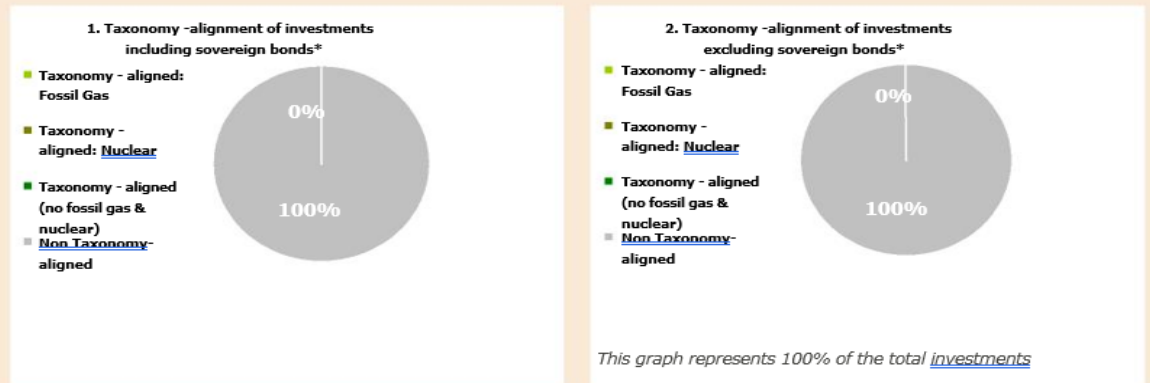 1. Taxonomy -alignment of investments
including sovereign bonds*
Taxonomy - aligned:
Fossil Gas
Taxonomy -
aligned: Nuclear
Taxonomy - aligned
(no fossil gas &
nuclear)
Non Taxonomy-
aligned
0%
100%
2. Taxonomy -alignment of investments
excluding sovereign bonds*
Taxonomy - aligned:
Fossil Gas
Taxonomy -
aligned: Nuclear
Taxonomy - aligned
(no fossil gas &
nuclear)
Non Taxonomy-
aligned
0%
100%
This graph represents 100% of the total investments